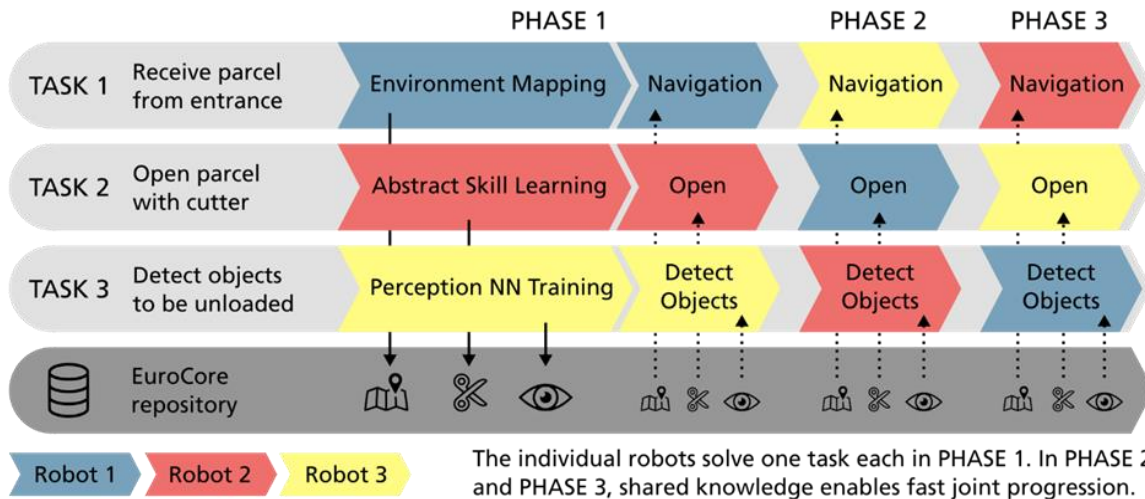 PHASE 1 PHASE 2 PHASE 3
TASK 1 Receive parcel
from entrance
Environment Mapping Navigation Navigation Navigation
TASK 2 Open parcel
with cutter
Abstract Skill Learning Open Open Open
TASK 3 Detect objects
to be unloaded
Perception NN Training
Detect Objects
Detect Objects
Detect Objects
EuroCore
repository
Robot 1 Robot 2 Robot 3
The individual robots solve one task each in PHASE 1. In PHASE 2
and PHASE 3, shared knowledge enables fast joint progression.